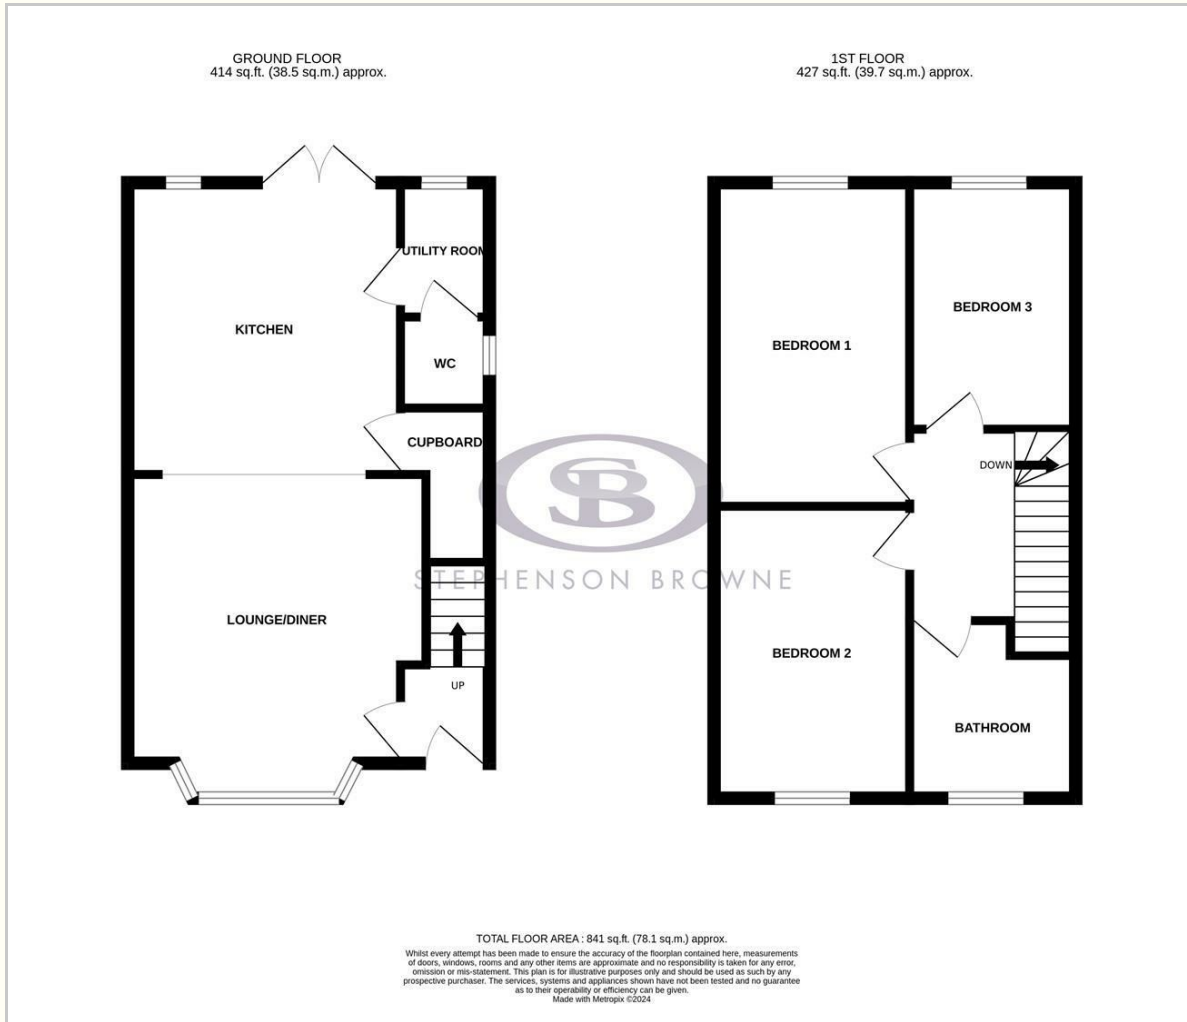 GROUND FLOOR
414 sq.ft. (38.5 sq.m.) approx.
1ST FLOOR
427 sq.ft. (39.7 sq.m.) approx.
UTILITY ROOM
KITCHEN
WC
CUPBOARD
LOUNGE/DINER
UP
BEDROOM 1
BEDROOM 3
DOWN
BEDROOM 2
BATHROOM
SB
STEPHENSON BROWNE
TOTAL FLOOR AREA : 841 sq.ft. (78.1 sq.m.) approx.
Whilst every attempt has been made to ensure the accuracy of the floorplan contained here, measurements
of doors, windows, rooms and any other items are approximate and no responsibility is taken for any error,
omission or mis-statement. This plan is for illustrative purposes only and should be used as such by any
prospective purchaser. The services, systems and appliances shown have not been tested and no guarantee
as to their operability or efficiency can be given.
Made with Metropix ©2024